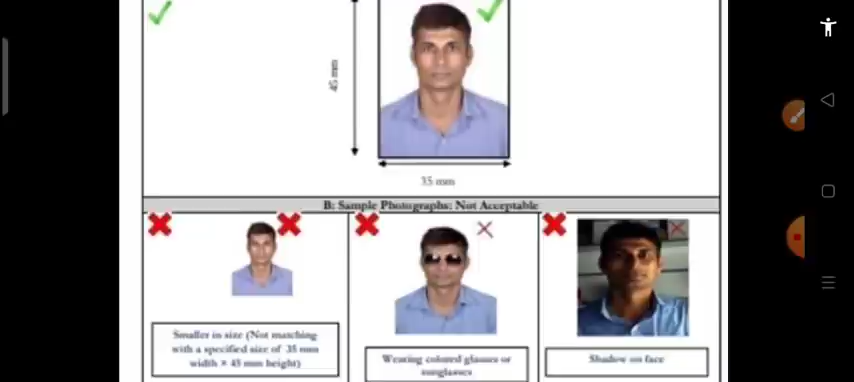 45 mm
35 mm
B: Sample Photographs: Not Acceptable
Smaller in size (Not matching
with a specified size of 35 mm
width × 45 mm height)
Wearing colored glasses or
sunglasses
Shadow on face